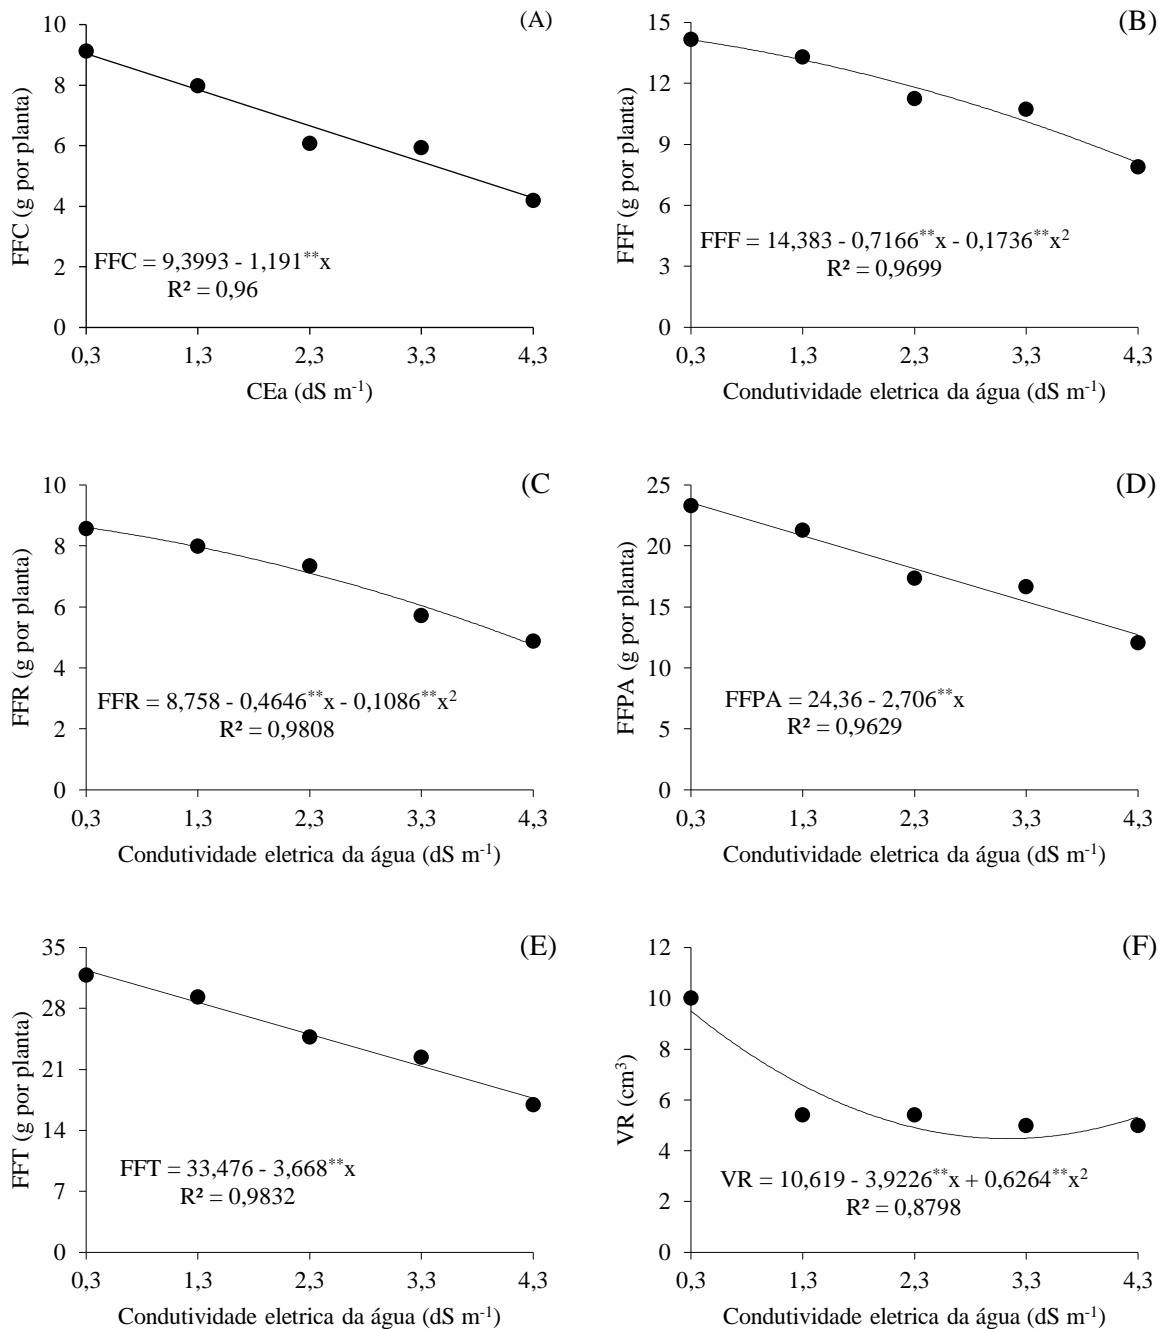 (A)
10
8
6
4
2
0
FFC (g por planta)
FFC = 9,3993 - 1,191**x
R² = 0,96
0,3 1,3 2,3 3,3 4,3
CEa (dS m-1)
(B)
15
12
9
6
3
0
FFF (g por planta)
FFF = 14,383 - 0,7166**x - 0,1736**x2
R² = 0,9699
0,3 1,3 2,3 3,3 4,3
Condutividade eletrica da água (dS m-1)
(C
10
8
6
4
2
0
FFR (g por planta)
FFR = 8,758 - 0,4646**x - 0,1086**x2
R² = 0,9808
0,3 1,3 2,3 3,3 4,3
Condutividade eletrica da água (dS m-1)
(D)
25
20
15
10
5
0
FFPA (g por planta)
FFPA = 24,36 - 2,706**x
R² = 0,9629
0,3 1,3 2,3 3,3 4,3
Condutividade eletrica da água (dS m-1)
(E)
35
28
21
14
7
0
FFT (g por planta)
FFT = 33,476 - 3,668**x
R² = 0,9832
0,3 1,3 2,3 3,3 4,3
Condutividade eletrica da água (dS m-1)
(F)
12
10
8
6
4
2
0
VR (cm3)
VR = 10,619 - 3,9226**x + 0,6264**x2
R² = 0,8798
0,3 1,3 2,3 3,3 4,3
Condutividade eletrica da água (dS m-1)